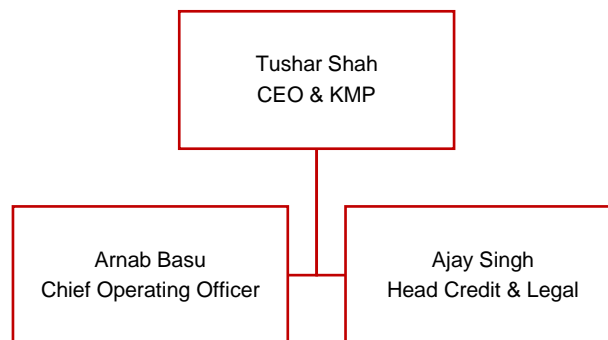 Tushar Shah
CEO & KMP
Arnab Basu
Chief Operating Officer
Ajay Singh
Head Credit & Legal